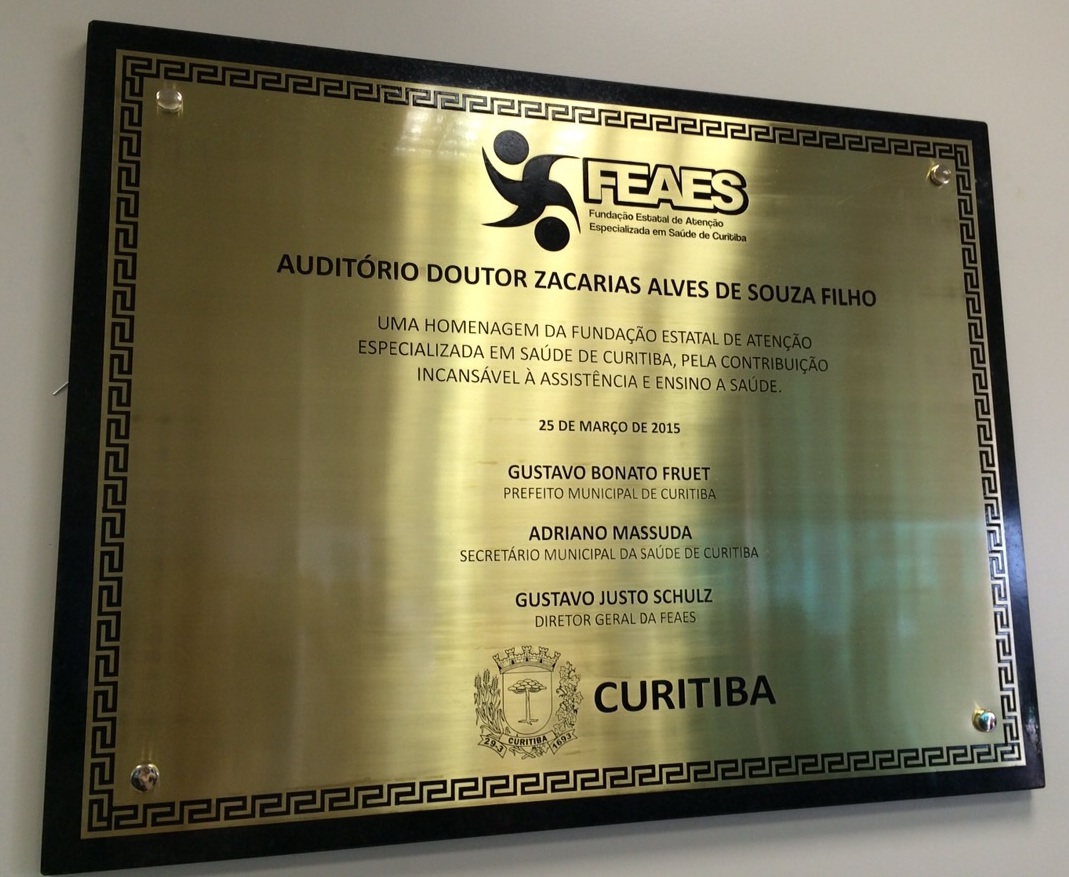 FEAES
Fundação Estatal de Atenção
Especializada em Saúde de Curitiba
AUDITÓRIO DOUTOR ZACARIAS ALVES DE SOUZA FILHO
UMA HOMENAGEM DA FUNDAÇÃO ESTATAL DE ATENÇÃO
ESPECIALIZADA EM SAÚDE DE CURITIBA, PELA CONTRIBUIÇÃO
INCANSÁVEL À ASSISTÊNCIA E ENSINO A SAÚDE.
25 DE MARÇO DE 2015
GUSTAVO BONATO FRUET
PREFEITO MUNICIPAL DE CURITIBA
ADRIANO MASSUDA
SECRETÁRIO MUNICIPAL DA SAÚDE DE CURITIBA
GUSTAVO JUSTO SCHULZ
DIRETOR GERAL DA FEAES
CURITIBA
29-3 CURITIBA 1693